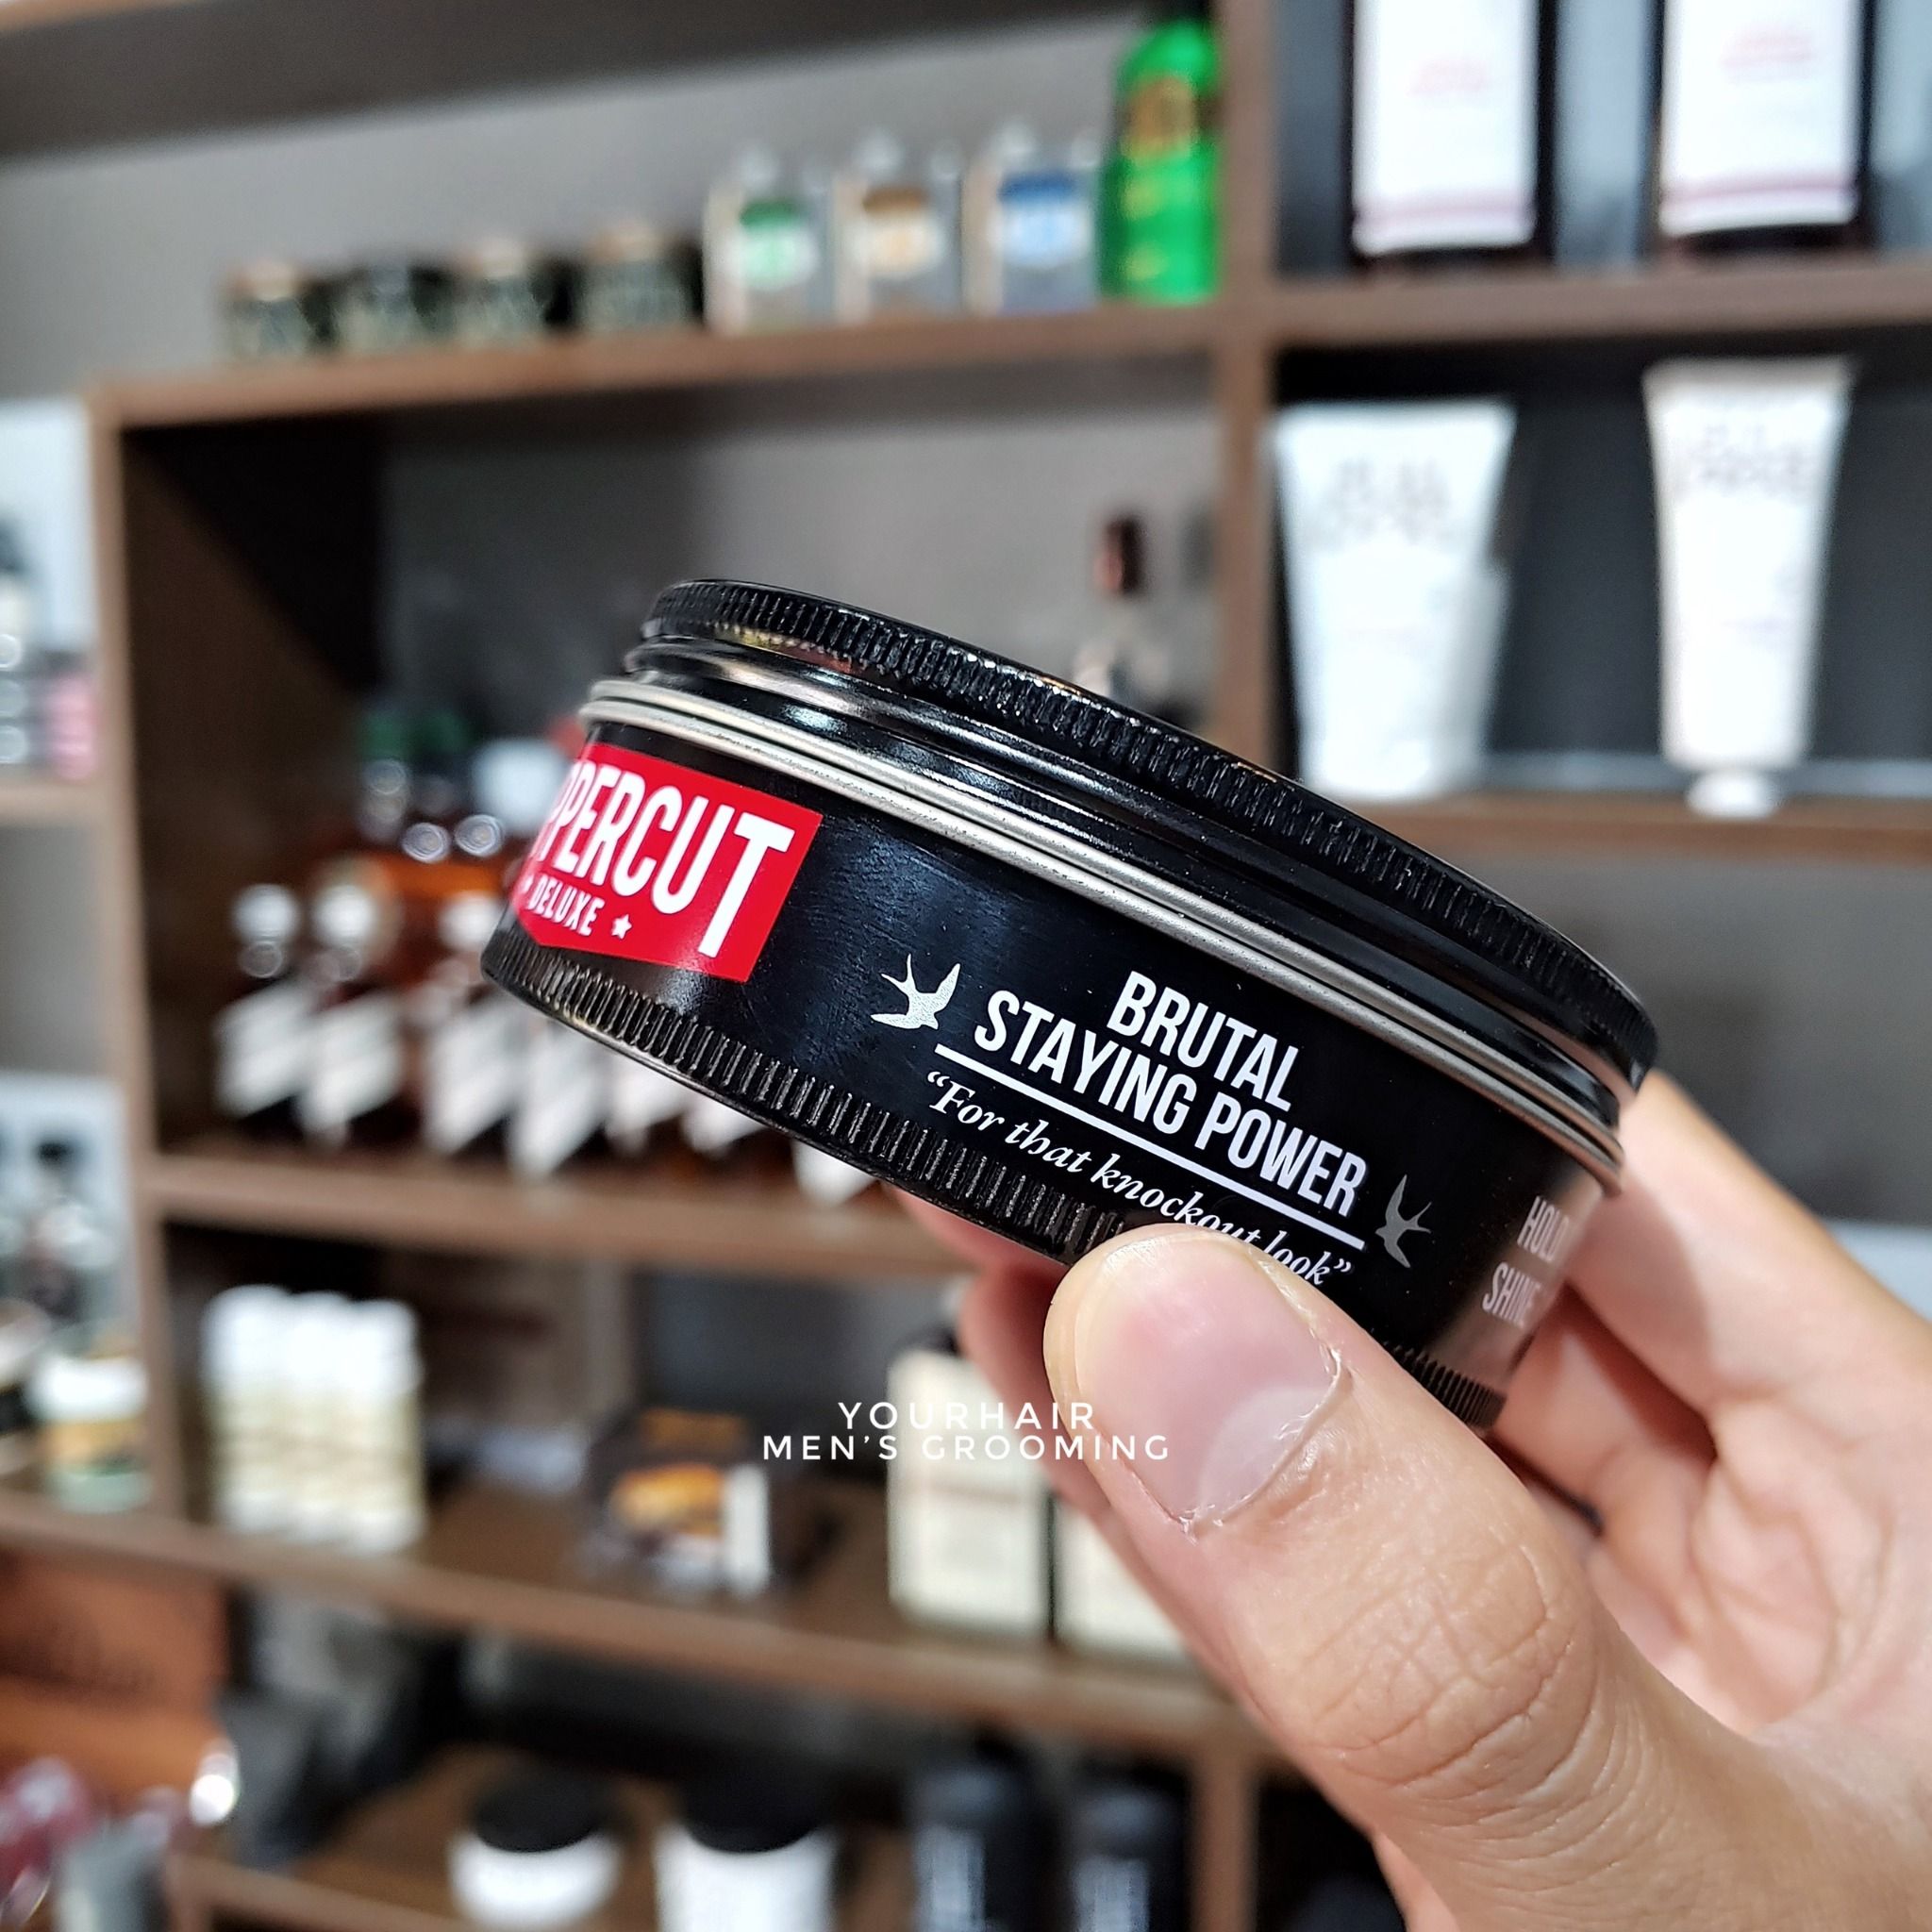 PPERCUT
DELUXE
BRUTAL
STAYING POWER
“For that knockout look”
HOLD
SHINE
YOURHAIR
MEN'S GROOMING